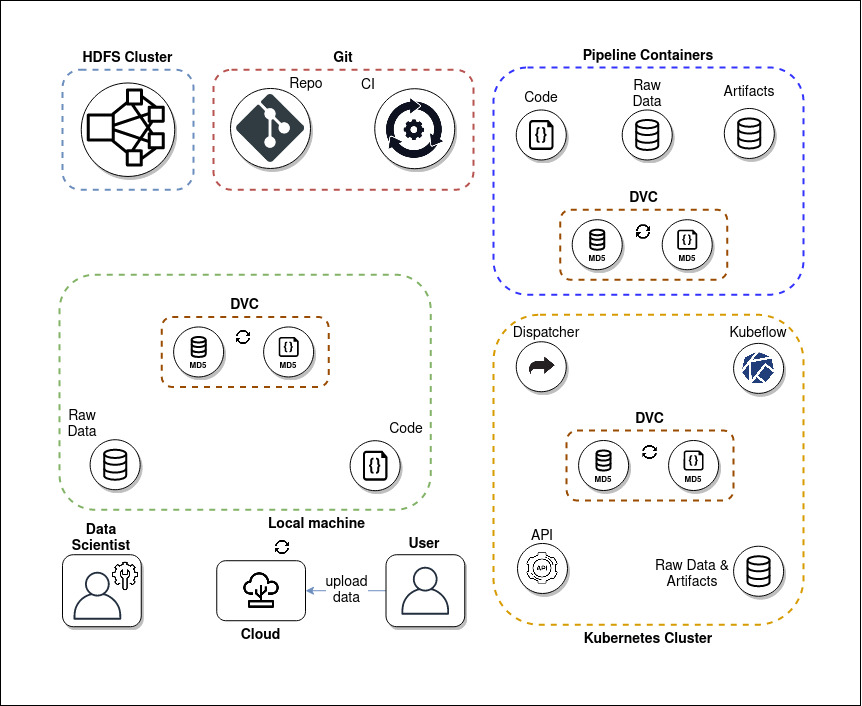 HDFS Cluster
Git
Pipeline Containers
Repo
CI
Code
Raw
Data
Artifacts
DVC
MD5
MD5
DVC
MD5
MD5
Raw
Data
Code
Local machine
Dispatcher
Kubeflow
DVC
MD5
MD5
API
API
Raw Data &
Artifacts
Kubernetes Cluster
Data
Scientist
Cloud
upload
data
User